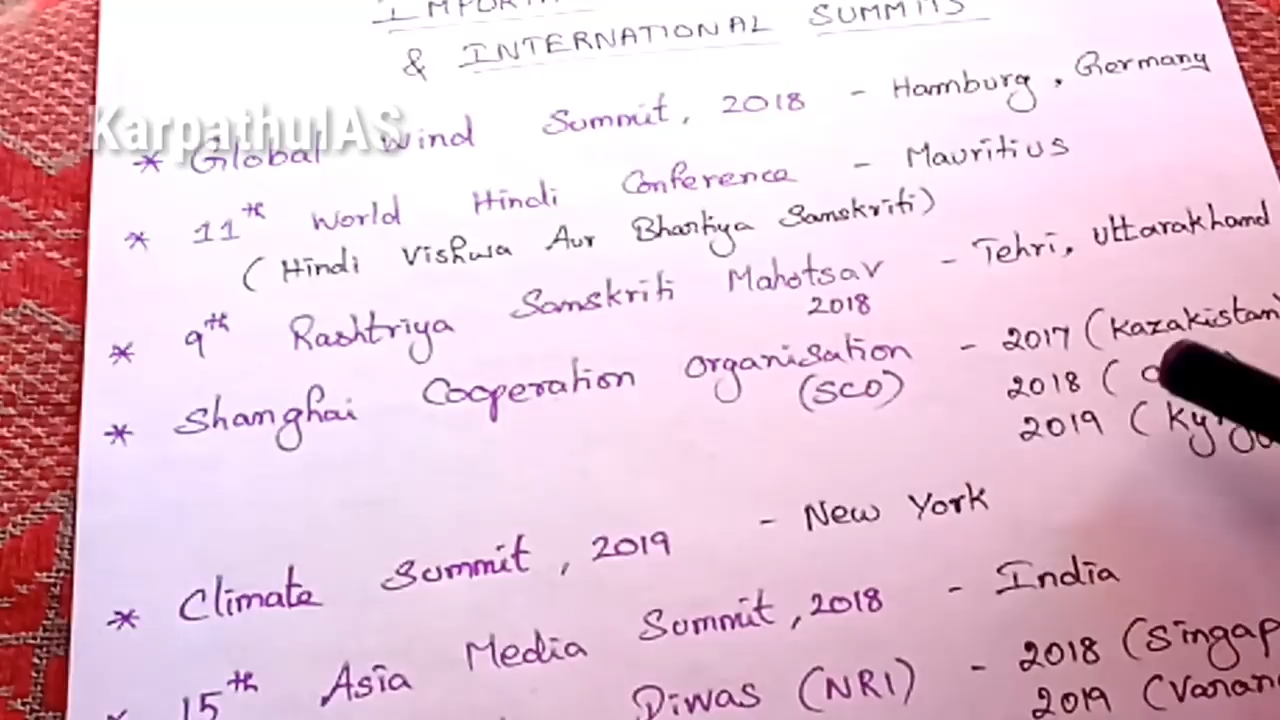 & INTERNATIONAL SUMMITS
KarpathuIAS
* Global Wind Summit, 2018 - Hamburg, Germany
* 11th World Hindi Conference - Mauritius
(Hindi Vishwa Aur Bhartiya Sanskriti)
* 9th Rashtriya Sanskriti Mahotsav - Tehri, Uttarakhand
2018
* Shanghai Cooperation Organisation - 2017 (Kazakistan)
(SCO) 2018 (
2019 (
* Climate Summit, 2019 - New York
* 15th Asia Media Summit, 2018 - India
Diwas (NRI) - 2018 (
2019 (